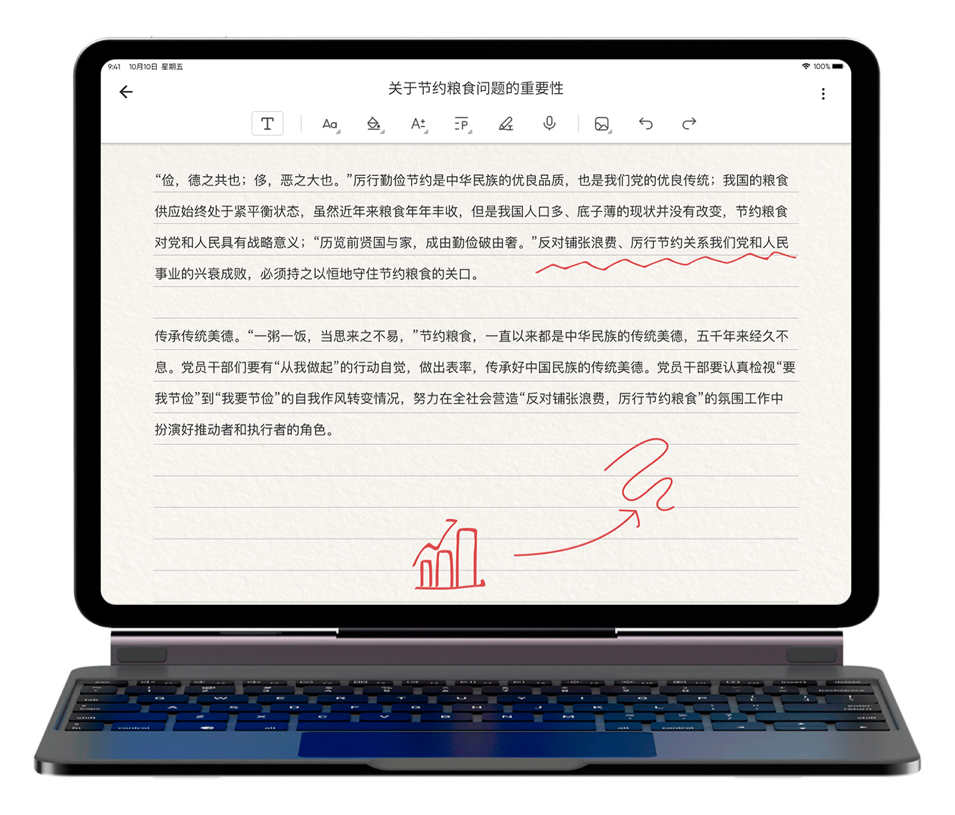 9:41 10月10日 星期五 100%
关于节约粮食问题的重要性
T Aa A± P
“俭，德之共也；侈，恶之大也。”厉行勤俭节约是中华民族的优良品质，也是我们党的优良传统；我国的粮食
供应始终处于紧平衡状态，虽然近年来粮食年年丰收，但是我国人口多、底子薄的现状并没有改变，节约粮食
对党和人民具有战略意义；“历览前贤国与家，成由勤俭破由奢。”反对铺张浪费、厉行节约关系我们党和人民
事业的兴衰成败，必须持之以恒地守住节约粮食的关口。
传承传统美德。“一粥一饭，当思来之不易，”节约粮食，一直以来都是中华民族的传统美德，五千年来经久不
息。党员干部们要有“从我做起”的行动自觉，做出表率，传承好中国民族的传统美德。党员干部要认真检视“要
我节俭”到“我要节俭”的自我作风转变情况，努力在全社会营造“反对铺张浪费，厉行节约粮食”的氛围工作中
扮演好推动者和执行者的角色。
insert delete
tab Q W E R T Y U I O P backspace
caps A S D F G H J K L enter return
shift Z X C V B N M shift
fn control alt alt control